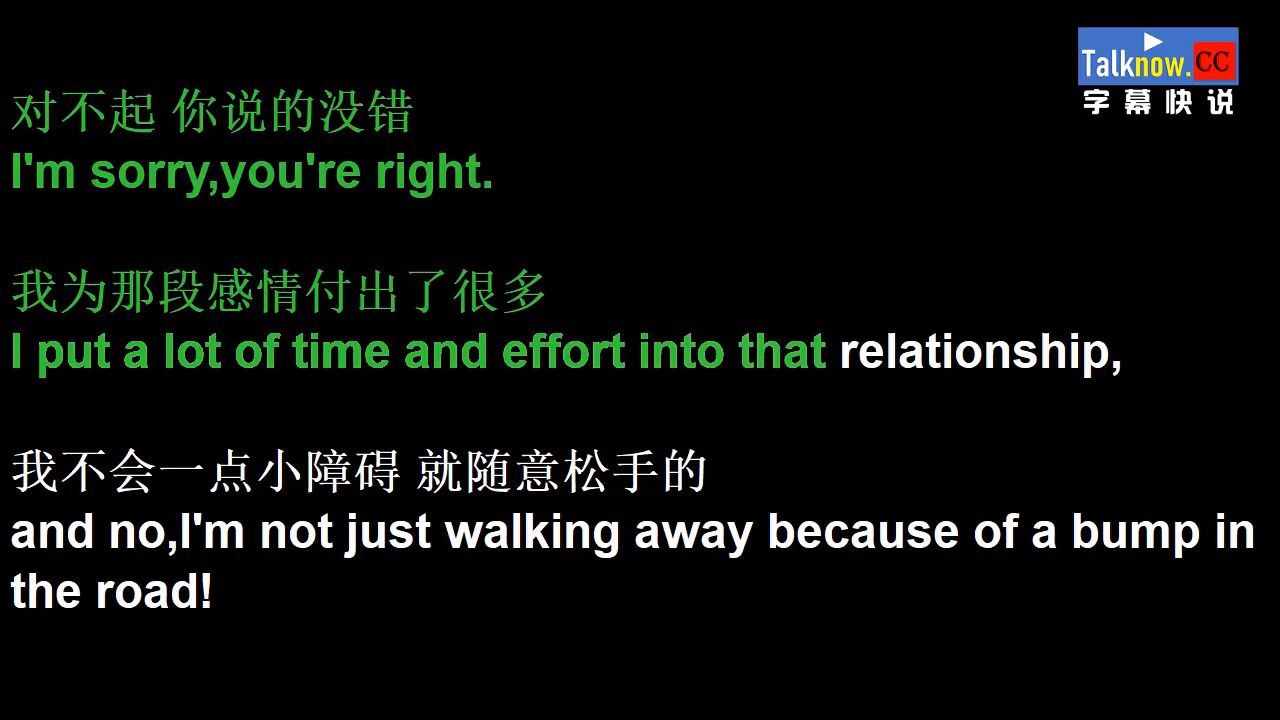 Talknow.CC
字幕快说
对不起 你说的没错
I'm sorry,you're right.
我为那段感情付出了很多
I put a lot of time and effort into that relationship,
我不会一点小障碍 就随意松手的
and no,I'm not just walking away because of a bump in
the road!